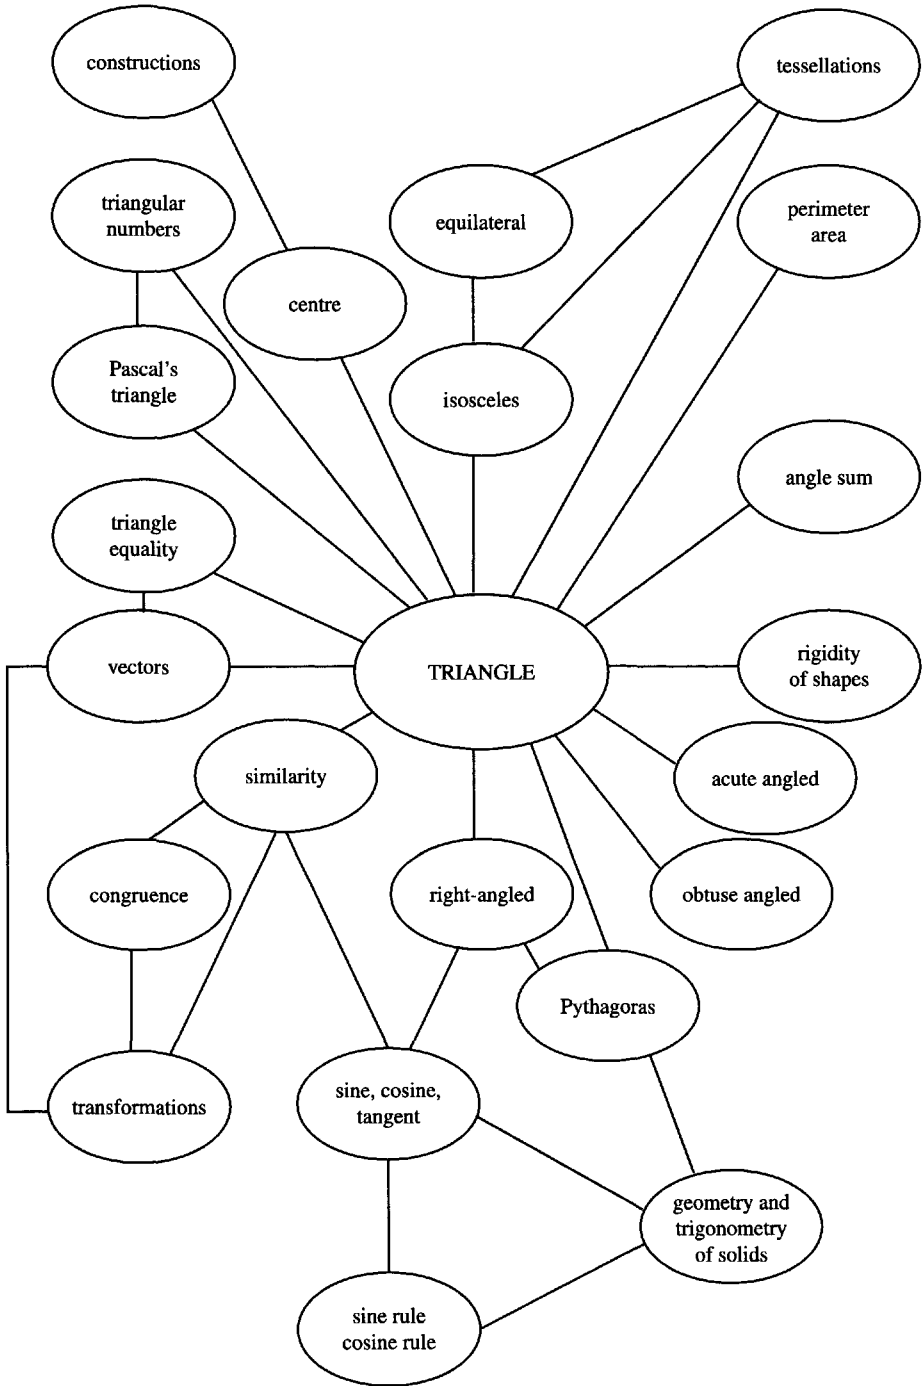 constructions
tessellations
triangular
numbers
equilateral
perimeter
area
centre
Pascal's
triangle
isosceles
angle sum
triangle
equality
vectors
TRIANGLE
rigidity
of shapes
similarity
acute angled
congruence
right-angled
obtuse angled
Pythagoras
transformations
sine, cosine,
tangent
geometry and
trigonometry
of solids
sine rule
cosine rule